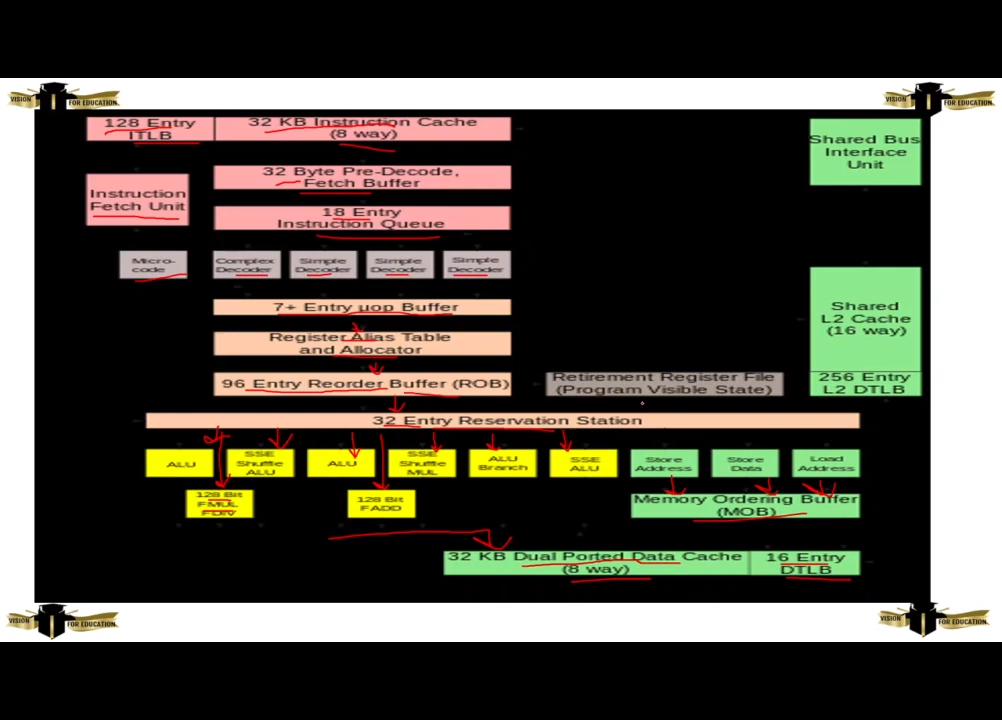 VISION
FOR EDUCATION.
VISION
FOR EDUCATION.
128 Entry
ITLB
32 KB Instruction Cache
(8 way)
Shared Bus
Interface
Unit
32 Byte Pre-Decode,
Fetch Buffer
Instruction
Fetch Unit
18 Entry
Instruction Queue
Micro-
code
Complex
Decoder
Simple
Decoder
Simple
Decoder
Simple
Decoder
Shared
L2 Cache
(16 way)
7+ Entry µop Buffer
Register Alias Table
and Allocator
96 Entry Reorder Buffer (ROB)
Retirement Register File
(Program Visible State)
256 Entry
L2 DTLB
32 Entry Reservation Station
ALU
SSE
Shuffle
ALU
ALU
SSE
Shuffle
MUL
ALU
Branch
SSE
ALU
Store
Address
Store
Data
Load
Address
128 Bit
FMUL
FDIV
128 Bit
FADD
Memory Ordering Buffer
(MOB)
32 KB Dual Ported Data Cache
(8 way)
16 Entry
DTLB
VISION
FOR EDUCATION.
VISION
FOR EDUCATION.